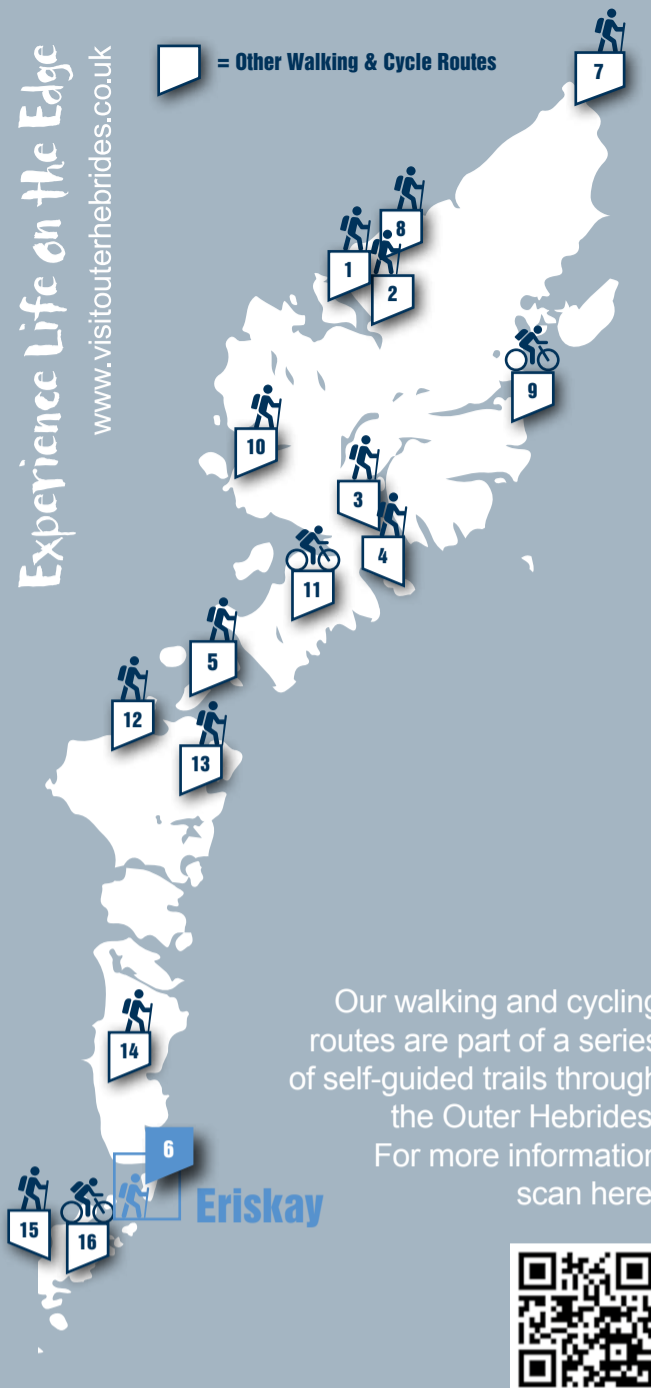 Experience Life on the Edge
www.visitouterhebrides.co.uk
= Other Walking & Cycle Routes
7
8
1
2
9
10
3
4
11
5
12
13
14
6
Eriskay
15
16
Our walking and cycling
routes are part of a series
of self-guided trails through
the Outer Hebrides
For more information
scan here